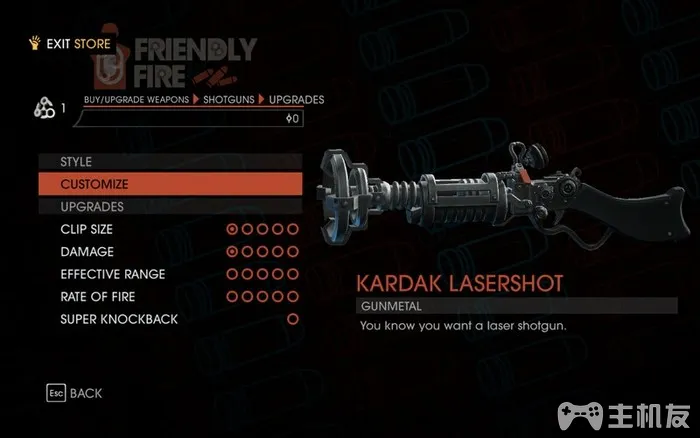 EXIT STORE
FRIENDLY
FIRE
1
BUY/UPGRADE WEAPONS SHOTGUNS UPGRADES
0
STYLE
CUSTOMIZE
UPGRADES
CLIP SIZE
DAMAGE
EFFECTIVE RANGE
RATE OF FIRE
SUPER KNOCKBACK
KARDAK LASERSHOT
GUNMETAL
You know you want a laser shotgun.
Esc BACK
主机友